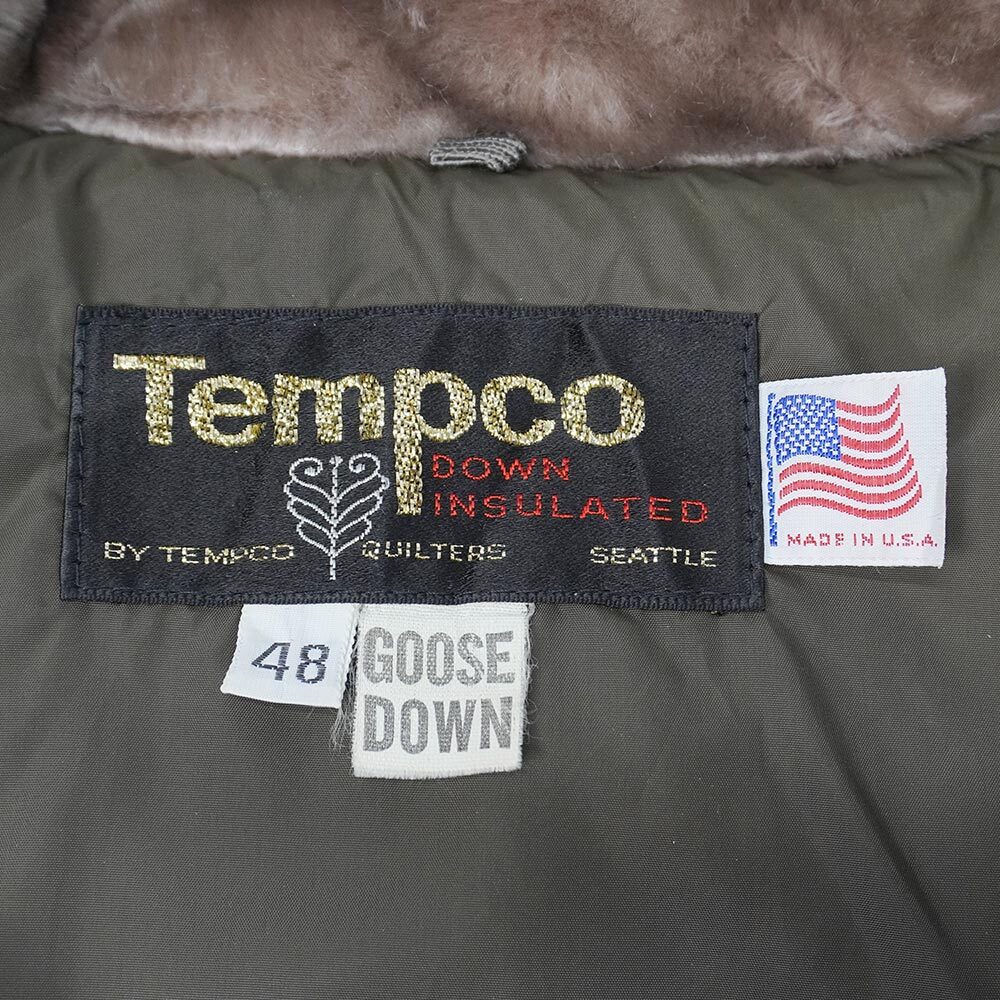 Tempco
DOWN
INSULATED
BY TEMPCO QUILTERS SEATTLE
MADE IN U.S.A.
48
GOOSE
DOWN